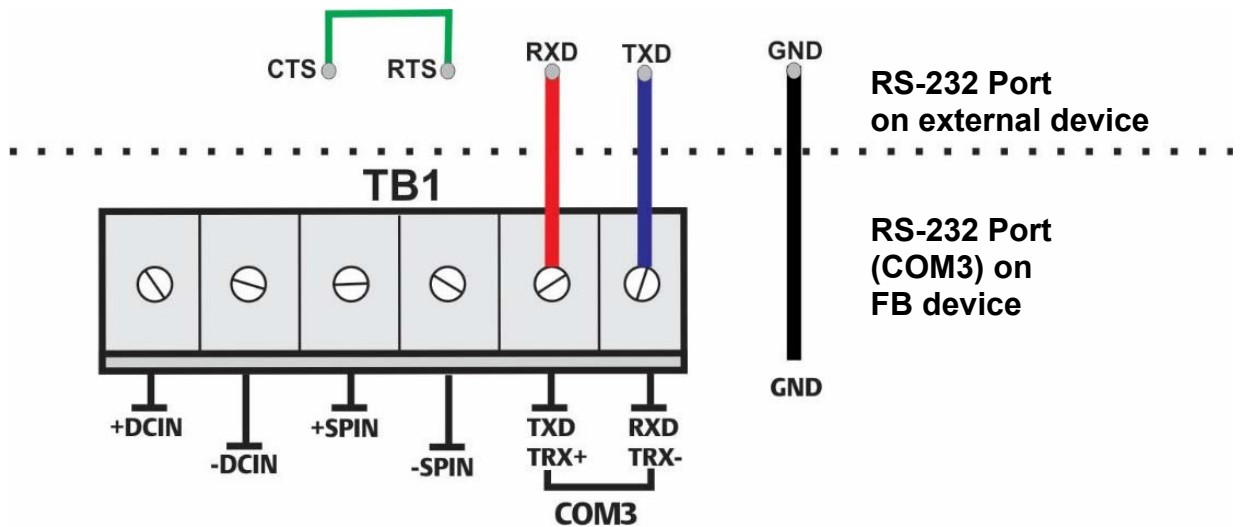 CTS
RTS
RXD
TXD
GND
RS-232 Port
on external device
TB1
RS-232 Port
(COM3) on
FB device
+DCIN
-DCIN
+SPIN
-SPIN
TXD
TRX+
RXD
TRX-
COM3
GND